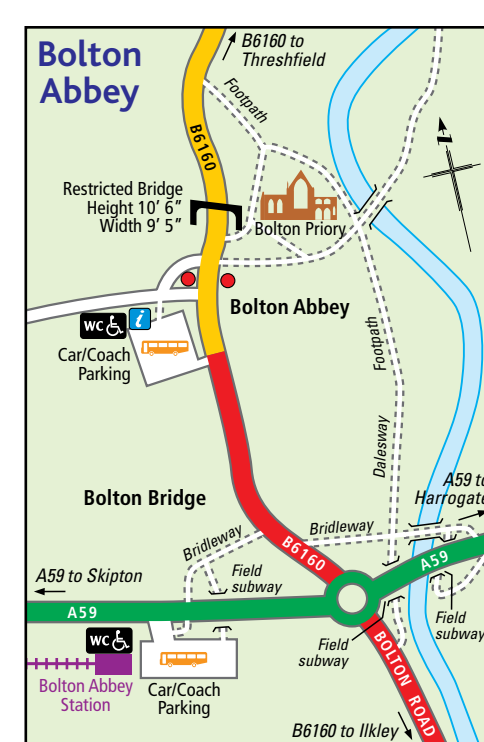 Bolton
Abbey
B6160 to
Threshfield
Footpath
B6160
Restricted Bridge
Height 10' 6"
Width 9' 5"
Bolton Priory
N
Bolton Abbey
WC
i
Car/Coach
Parking
Footpath
Dalesway
A59 to
Harrogate
Bolton Bridge
Bridleway
B6160
Bridleway
A59 to Skipton
Field
subway
A59
A59
WC
Field
subway
Field
subway
BOLTON ROAD
Bolton Abbey
Station
Car/Coach
Parking
B6160 to Ilkley